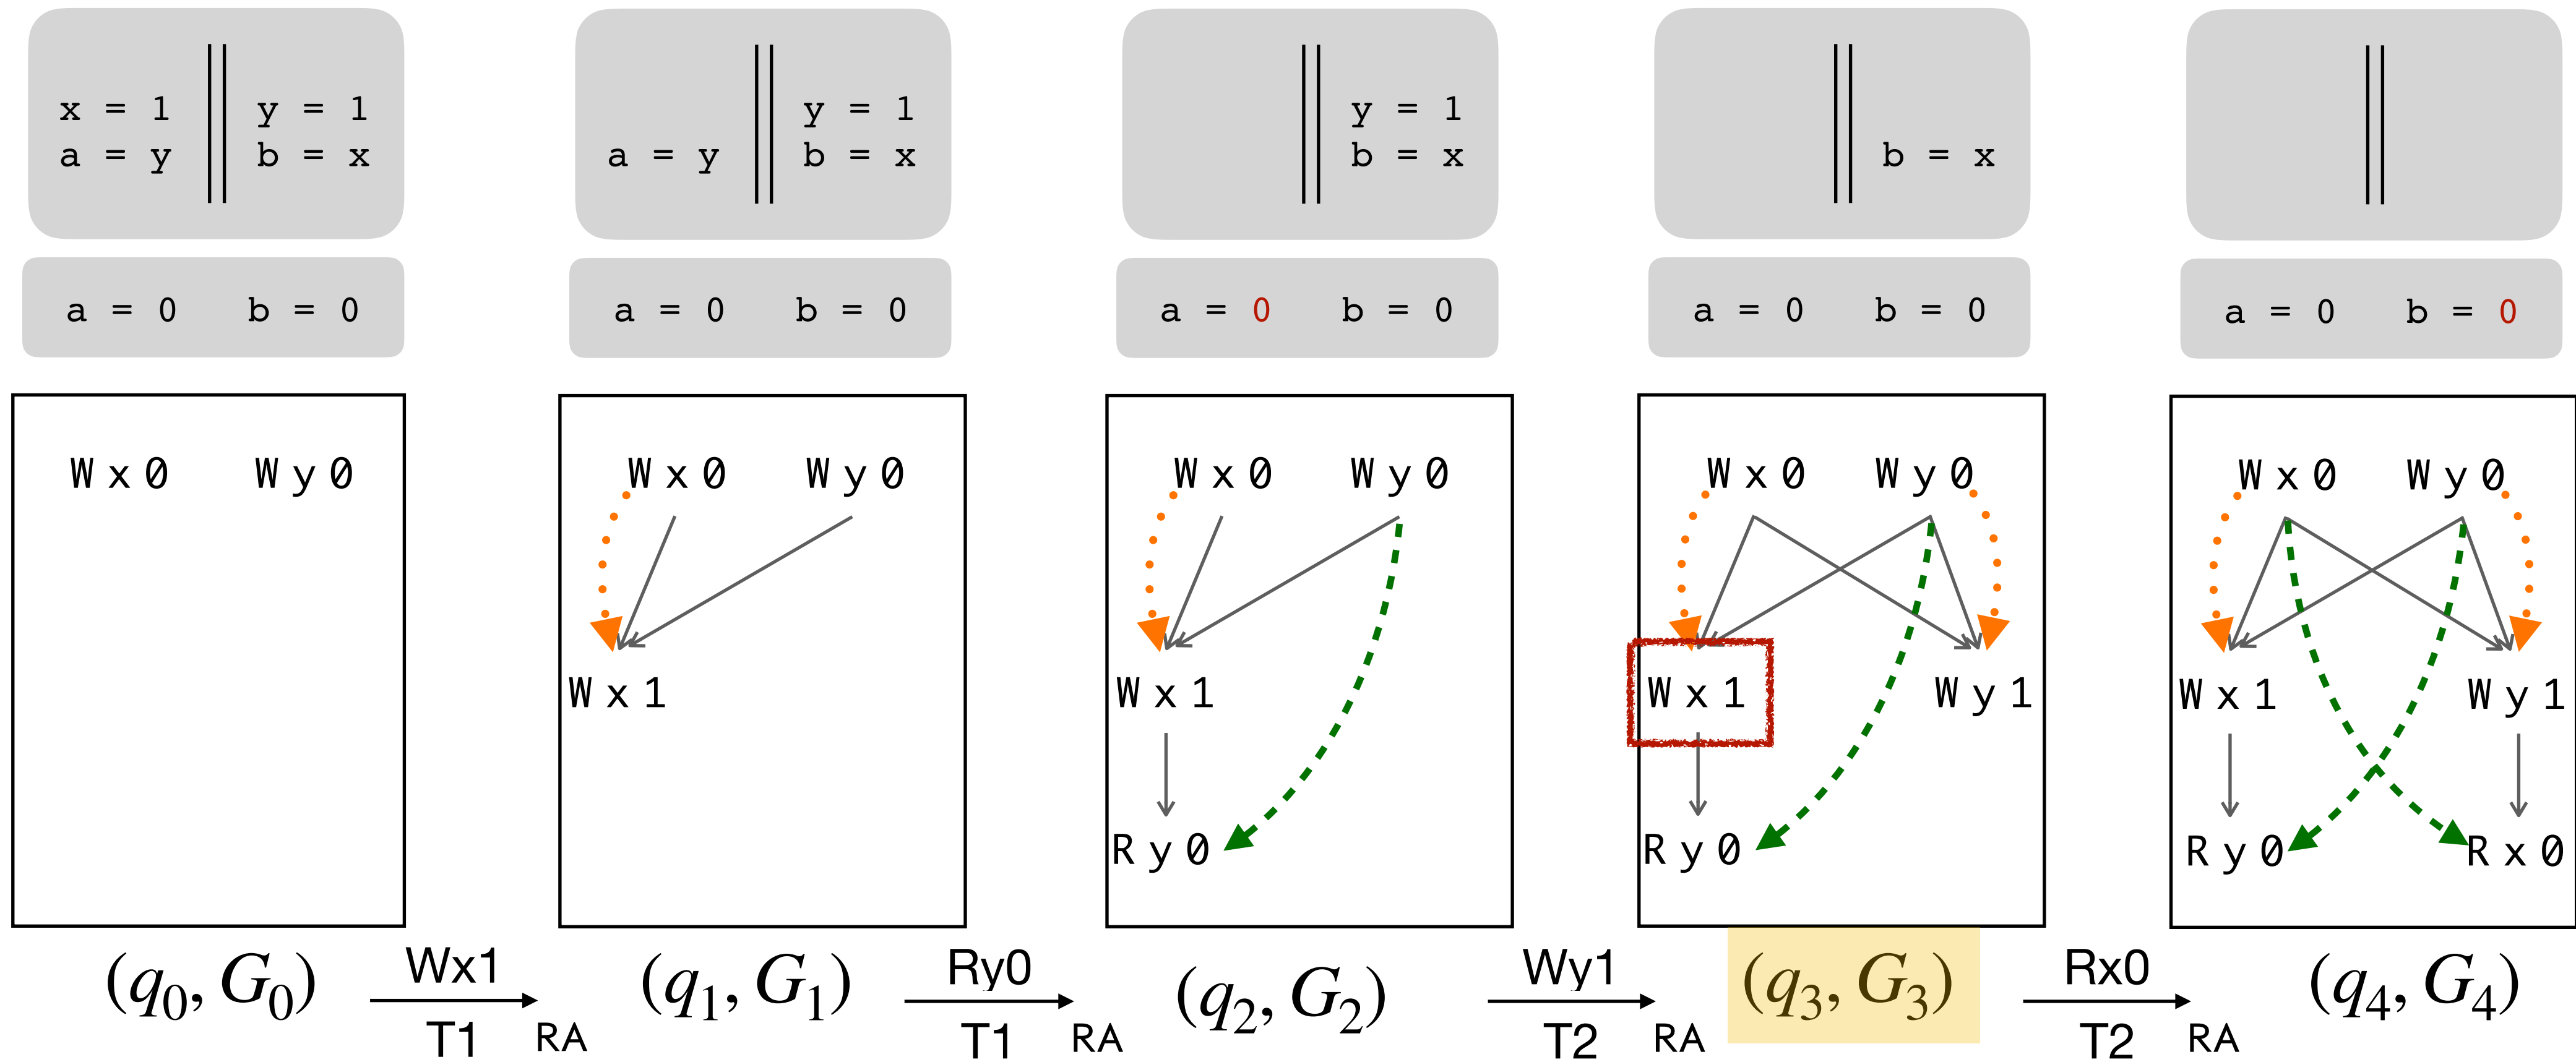 x = 1 y = 1
a = y b = x
a = 0 b = 0
W x 0 W y 0
(q0, G0)
Wx1
T1 RA
y = 1
a = y b = x
a = 0 b = 0
W x 0 W y 0
W x 1
(q1, G1)
Ry0
T1 RA
y = 1
b = x
a = 0 b = 0
W x 0 W y 0
W x 1
R y 0
(q2, G2)
Wy1
T2 RA
b = x
a = 0 b = 0
W x 0 W y 0
W x 1 W y 1
R y 0
(q3, G3)
Rx0
T2 RA
a = 0 b = 0
W x 0 W y 0
W x 1 W y 1
R y 0 R x 0
(q4, G4)